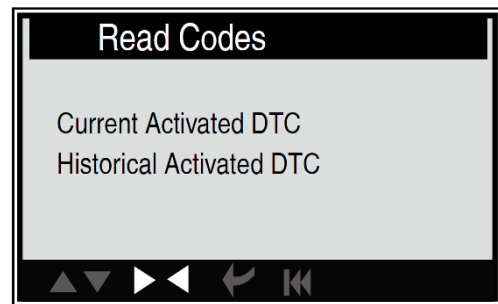 Read Codes
Current Activated DTC
Historical Activated DTC